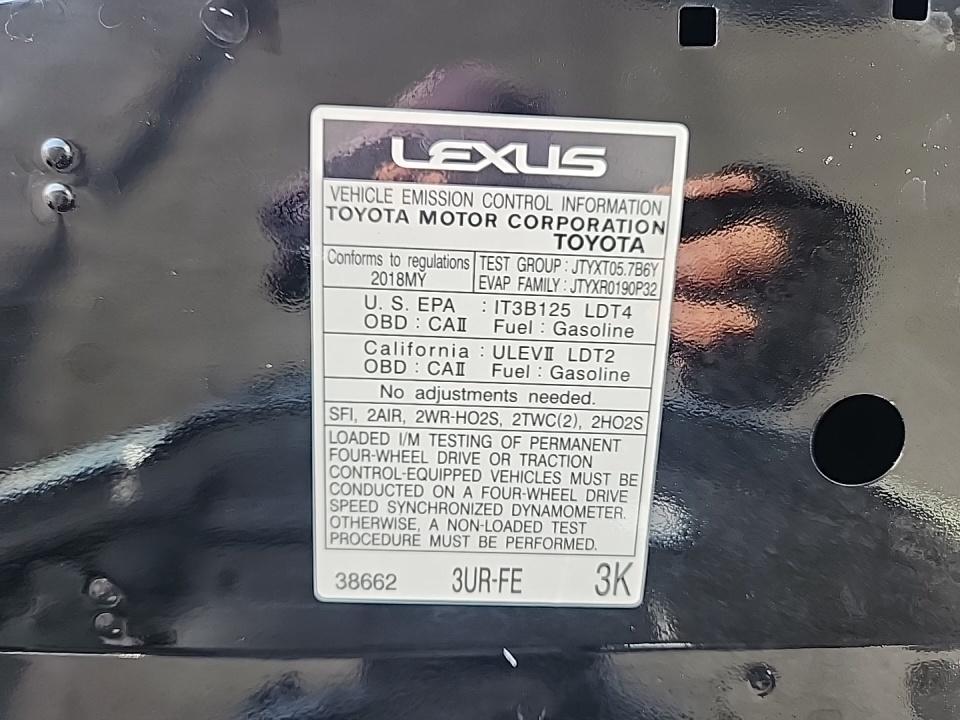 LEXUS
VEHICLE EMISSION CONTROL INFORMATION
TOYOTA MOTOR CORPORATION
TOYOTA
Conforms to regulations
2018MY
TEST GROUP : JTYXT05.7B6Y
EVAP FAMILY : JTYXR0190P32
U. S. EPA : IT3B125 LDT4
OBD : CAⅡ Fuel : Gasoline
California : ULEVⅡ LDT2
OBD : CAⅡ Fuel : Gasoline
No adjustments needed.
SFI, 2AIR, 2WR-HO2S, 2TWC(2), 2HO2S
LOADED I/M TESTING OF PERMANENT
FOUR-WHEEL DRIVE OR TRACTION
CONTROL-EQUIPPED VEHICLES MUST BE
CONDUCTED ON A FOUR-WHEEL DRIVE
SPEED SYNCHRONIZED DYNAMOMETER.
OTHERWISE, A NON-LOADED TEST
PROCEDURE MUST BE PERFORMED.
38662 3UR-FE 3K